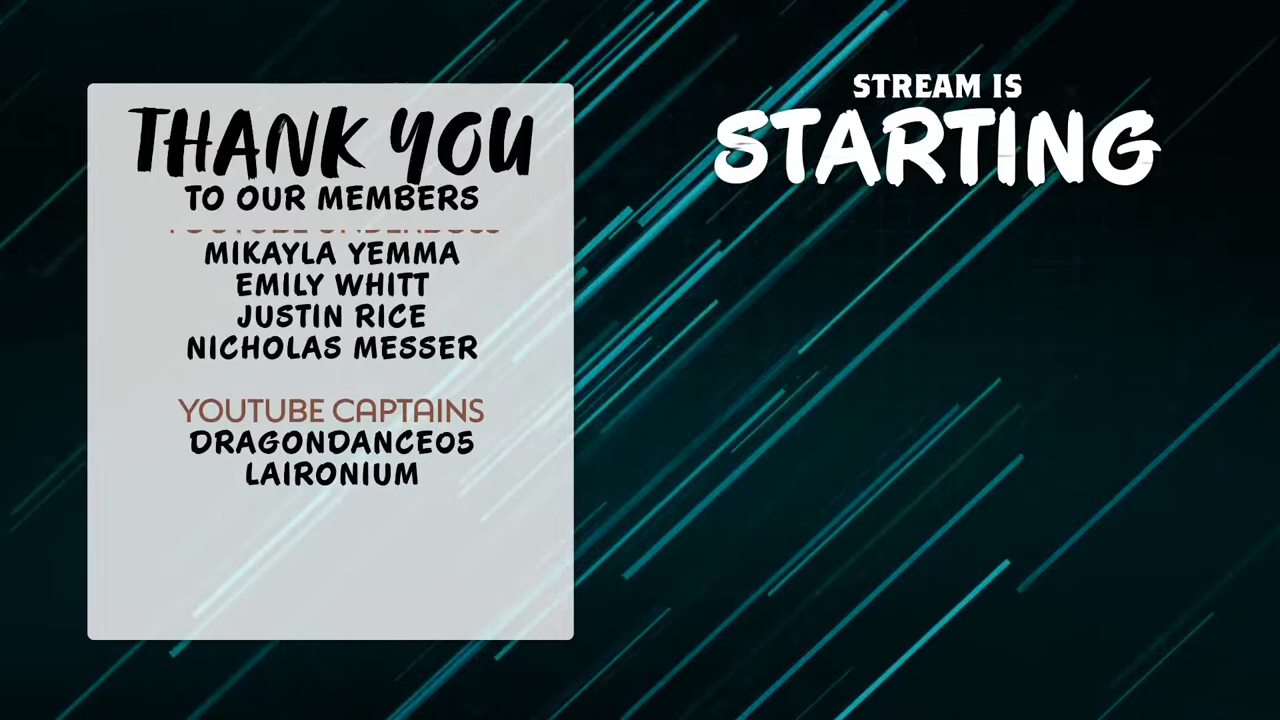 THANK YOU
TO OUR MEMBERS
MIKAYLA YEMMA
EMILY WHITT
JUSTIN RICE
NICHOLAS MESSER
YOUTUBE CAPTAINS
DRAGONDANCE05
LAIRONIUM
STREAM IS
STARTING